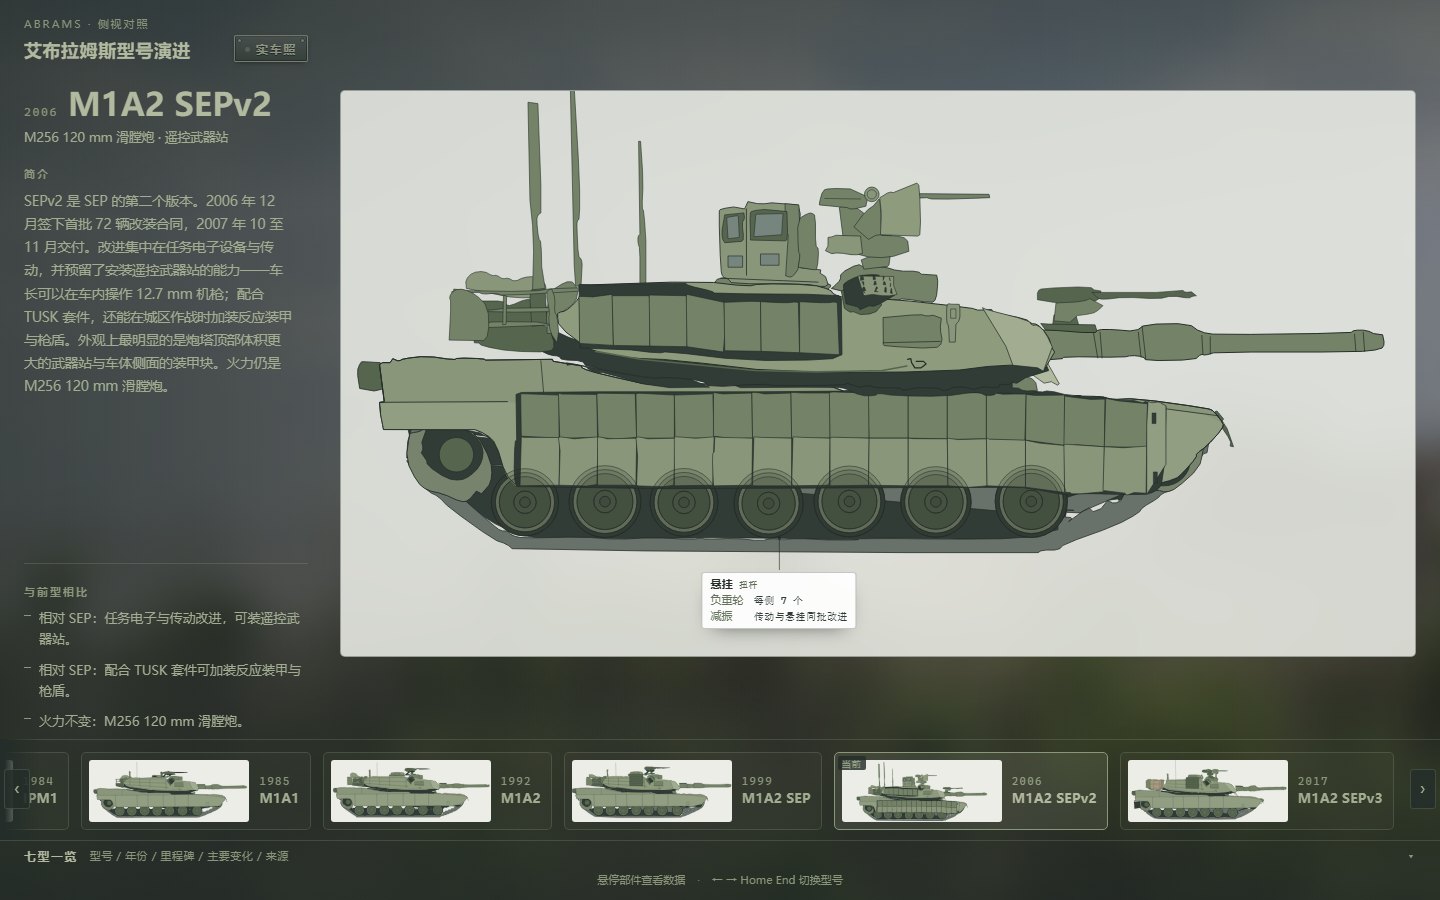 ABRAMS · 侧视对照
艾布拉姆斯型号演进
实车照
2006 M1A2 SEPv2
M256 120 mm 滑膛炮 · 遥控武器站
简介
SEPv2 是 SEP 的第二个版本。2006 年 12
月签下首批 72 辆改装合同，2007 年 10 至
11 月交付。改进集中在任务电子设备与传
动，并预留了安装遥控武器站的能力——车
长可以在车内操作 12.7 mm 机枪；配合
TUSK 套件，还能在城区作战时加装反应装甲
与枪盾。外观上最明显的是炮塔顶部体积更
大的武器站与车体侧面的装甲块。火力仍是
M256 120 mm 滑膛炮。
与前型相比
– 相对 SEP：任务电子与传动改进，可装遥控武
器站。
– 相对 SEP：配合 TUSK 套件可加装反应装甲与
枪盾。
– 火力不变：M256 120 mm 滑膛炮。
悬挂 扭杆
负重轮 每侧 7 个
减振 传动与悬挂同批改进
‹
984
PM1
1985
M1A1
1992
M1A2
1999
M1A2 SEP
当前
2006
M1A2 SEPv2
2017
M1A2 SEPv3
›
七型一览 型号 / 年份 / 里程碑 / 主要变化 / 来源
悬停部件查看数据 · ←→ Home End 切换型号